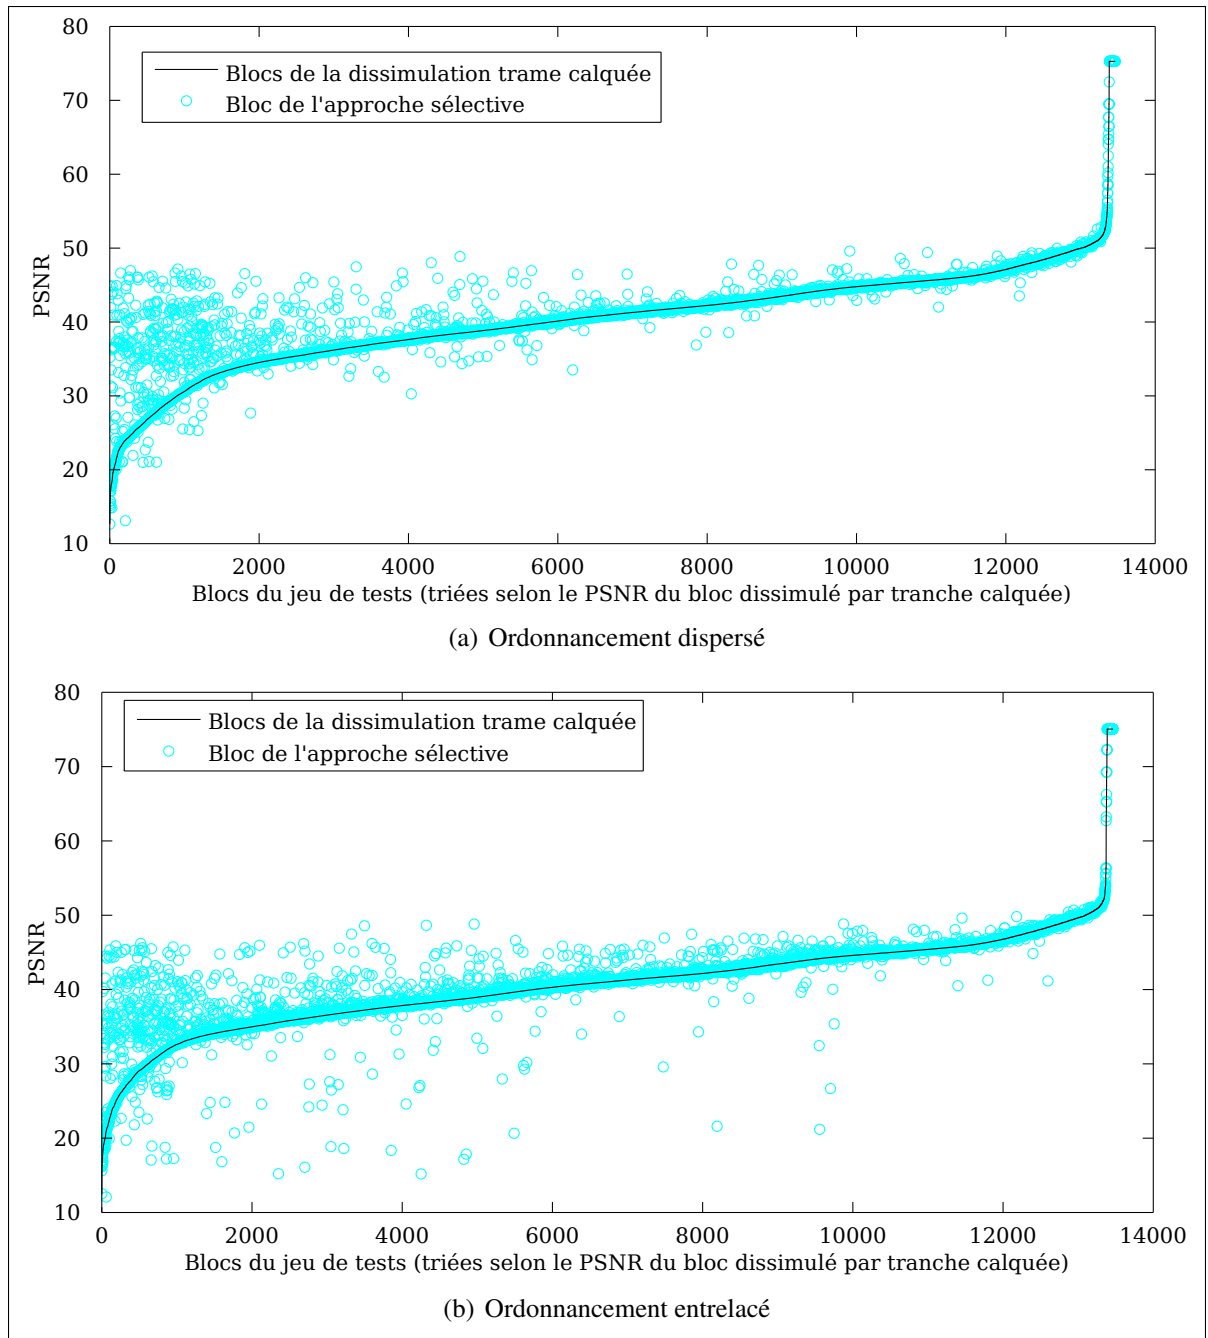 80
70
60
50
40
30
20
10
PSNR
Blocs de la dissimulation trame calquée
Bloc de l'approche sélective
0 2000 4000 6000 8000 10000 12000 14000
Blocs du jeu de tests (triées selon le PSNR du bloc dissimulé par tranche calquée)
(a) Ordonnancement dispersé
80
70
60
50
40
30
20
10
PSNR
Blocs de la dissimulation trame calquée
Bloc de l'approche sélective
0 2000 4000 6000 8000 10000 12000 14000
Blocs du jeu de tests (triées selon le PSNR du bloc dissimulé par tranche calquée)
(b) Ordonnancement entrelacé